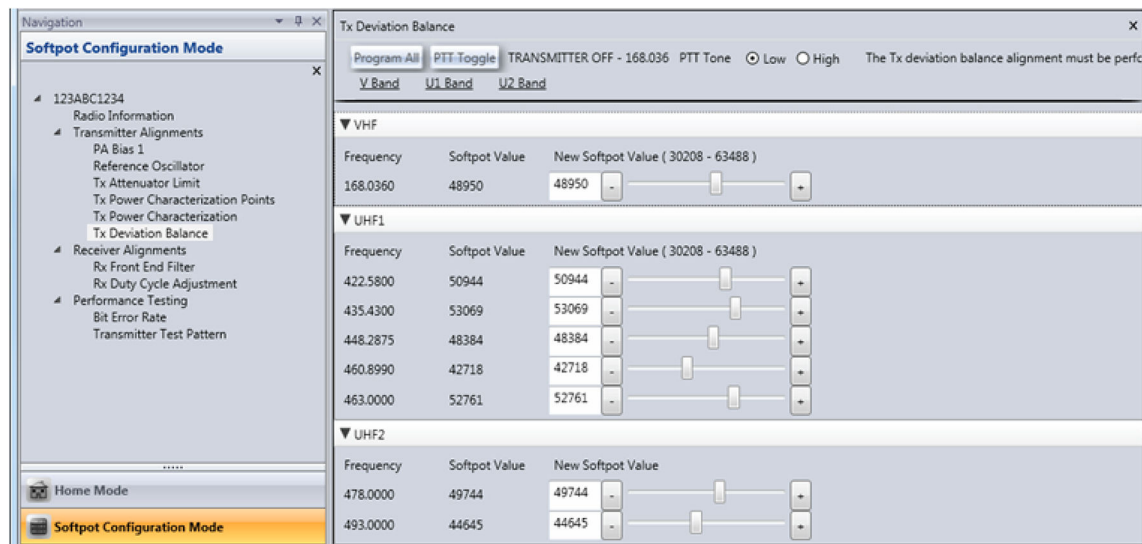 Navigation
Softpot Configuration Mode
123ABC1234
Radio Information
Transmitter Alignments
PA Bias 1
Reference Oscillator
Tx Attenuator Limit
Tx Power Characterization Points
Tx Power Characterization
Tx Deviation Balance
Receiver Alignments
Rx Front End Filter
Rx Duty Cycle Adjustment
Performance Testing
Bit Error Rate
Transmitter Test Pattern
Home Mode
Softpot Configuration Mode
Tx Deviation Balance
Program All PTT Toggle TRANSMITTER OFF - 168.036 PTT Tone Low High The Tx deviation balance alignment must be perfo
V Band U1 Band U2 Band
VHF
Frequency Softpot Value New Softpot Value ( 30208 - 63488 )
168.0360 48950 48950 - +
UHF1
Frequency Softpot Value New Softpot Value ( 30208 - 63488 )
422.5800 50944 50944 - +
435.4300 53069 53069 - +
448.2875 48384 48384 - +
460.8990 42718 42718 - +
463.0000 52761 52761 - +
UHF2
Frequency Softpot Value New Softpot Value
478.0000 49744 49744 - +
493.0000 44645 44645 - +